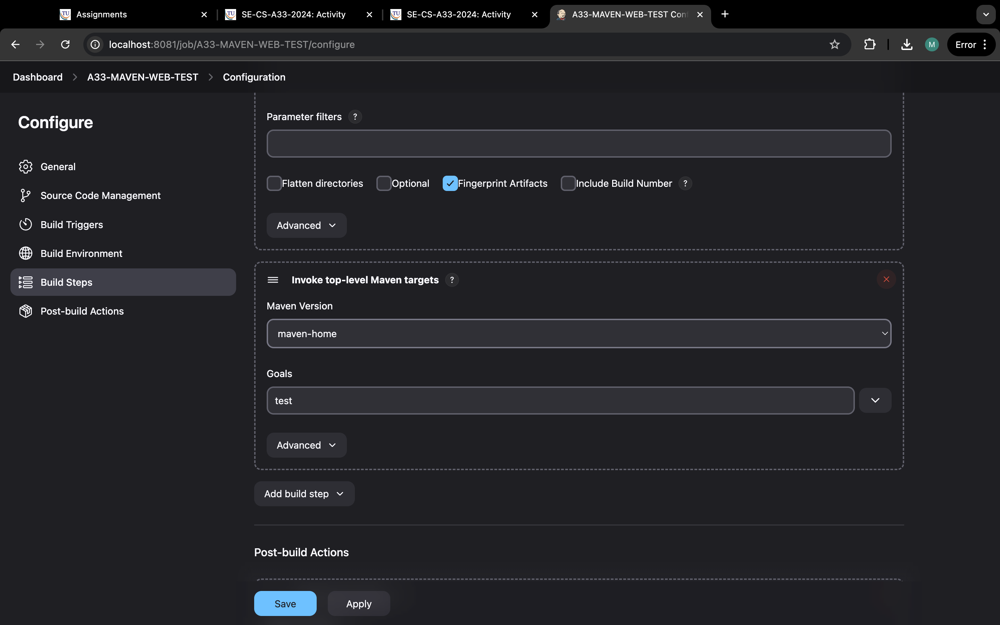 Assignments
SE-CS-A33-2024: Activity
SE-CS-A33-2024: Activity
A33-MAVEN-WEB-TEST Con
localhost:8081/job/A33-MAVEN-WEB-TEST/configure
M
Error
Dashboard > A33-MAVEN-WEB-TEST > Configuration
Configure
General
Source Code Management
Build Triggers
Build Environment
Build Steps
Post-build Actions
Parameter filters ?
Flatten directories Optional Fingerprint Artifacts Include Build Number ?
Advanced
Invoke top-level Maven targets ?
Maven Version
maven-home
Goals
test
Advanced
Add build step
Post-build Actions
Save Apply